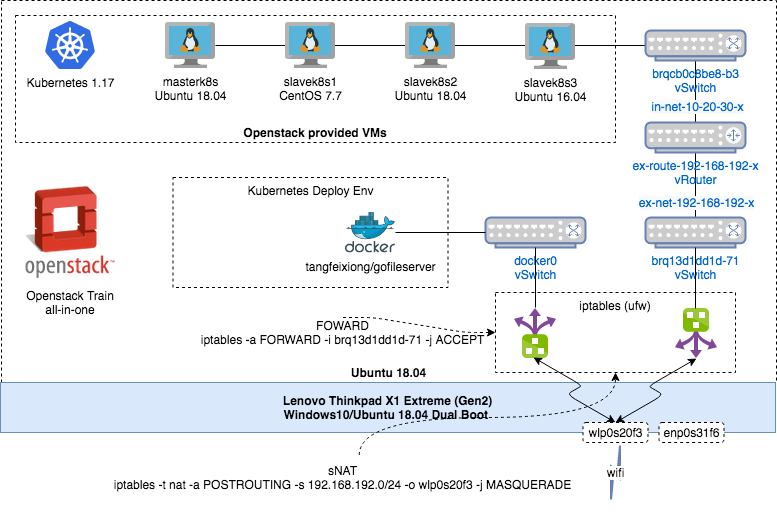 Kubernetes 1.17
masterk8s
Ubuntu 18.04
slavek8s1
CentOS 7.7
slavek8s2
Ubuntu 18.04
slavek8s3
Ubuntu 16.04
Openstack provided VMs
brqcb0c8be8-b3
vSwitch
in-net-10-20-30-x
ex-route-192-168-192-x
vRouter
ex-net-192-168-192-x
brq13d1dd1d-71
vSwitch
Kubernetes Deploy Env
docker
tangfeixiong/gofileserver
docker0
vSwitch
openstack™
Openstack Train
all-in-one
iptables (ufw)
FOWARD
iptables -a FORWARD -i brq13d1dd1d-71 -j ACCEPT
Ubuntu 18.04
Lenovo Thinkpad X1 Extreme (Gen2)
Windows10/Ubuntu 18.04 Dual Boot
wlp0s20f3
enp0s31f6
wifi
sNAT
iptables -t nat -a POSTROUTING -s 192.168.192.0/24 -o wlp0s20f3 -j MASQUERADE